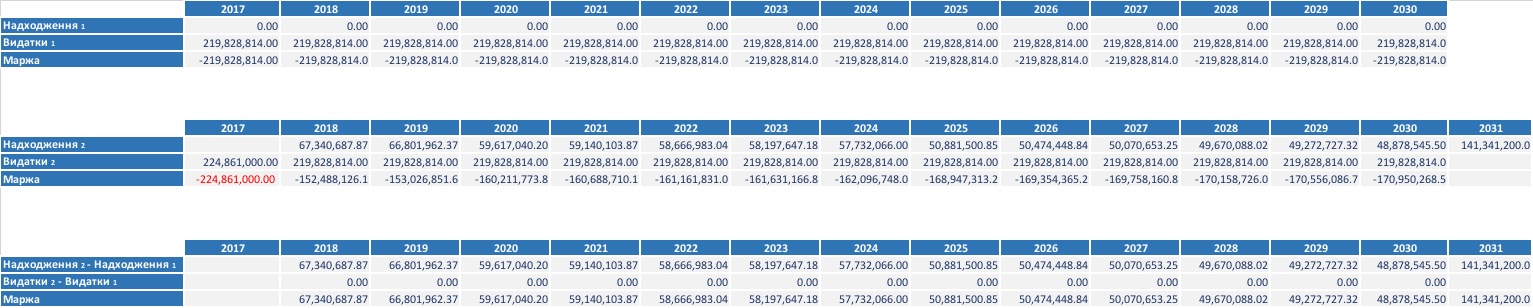 2017 2018 2019 2020 2021 2022 2023 2024 2025 2026 2027 2028 2029 2030
Надходження 1 0.00 0.00 0.00 0.00 0.00 0.00 0.00 0.00 0.00 0.00 0.00 0.00 0.00 0.00
Видатки 1 219,828,814.00 219,828,814.00 219,828,814.00 219,828,814.00 219,828,814.00 219,828,814.00 219,828,814.00 219,828,814.00 219,828,814.00 219,828,814.00 219,828,814.00 219,828,814.00 219,828,814.00 219,828,814.0
Маржа -219,828,814.00 -219,828,814.0 -219,828,814.0 -219,828,814.0 -219,828,814.0 -219,828,814.0 -219,828,814.0 -219,828,814.0 -219,828,814.0 -219,828,814.0 -219,828,814.0 -219,828,814.0 -219,828,814.0 -219,828,814.0
2017 2018 2019 2020 2021 2022 2023 2024 2025 2026 2027 2028 2029 2030 2031
Надходження 2 67,340,687.87 66,801,962.37 59,617,040.20 59,140,103.87 58,666,983.04 58,197,647.18 57,732,066.00 50,881,500.85 50,474,448.84 50,070,653.25 49,670,088.02 49,272,727.32 48,878,545.50 141,341,200.0
Видатки 2 224,861,000.00 219,828,814.00 219,828,814.00 219,828,814.00 219,828,814.00 219,828,814.00 219,828,814.00 219,828,814.00 219,828,814.00 219,828,814.00 219,828,814.00 219,828,814.00 219,828,814.00 219,828,814.0
Маржа -224,861,000.00 -152,488,126.1 -153,026,851.6 -160,211,773.8 -160,688,710.1 -161,161,831.0 -161,631,166.8 -162,096,748.0 -168,947,313.2 -169,354,365.2 -169,758,160.8 -170,158,726.0 -170,556,086.7 -170,950,268.5
2017 2018 2019 2020 2021 2022 2023 2024 2025 2026 2027 2028 2029 2030 2031
Надходження 2 - Надходження 1 67,340,687.87 66,801,962.37 59,617,040.20 59,140,103.87 58,666,983.04 58,197,647.18 57,732,066.00 50,881,500.85 50,474,448.84 50,070,653.25 49,670,088.02 49,272,727.32 48,878,545.50 141,341,200.0
Видатки 2 - Видатки 1 0.00 0.00 0.00 0.00 0.00 0.00 0.00 0.00 0.00 0.00 0.00 0.00 0.00
Маржа 67,340,687.87 66,801,962.37 59,617,040.20 59,140,103.87 58,666,983.04 58,197,647.18 57,732,066.00 50,881,500.85 50,474,448.84 50,070,653.25 49,670,088.02 49,272,727.32 48,878,545.50 141,341,200.0